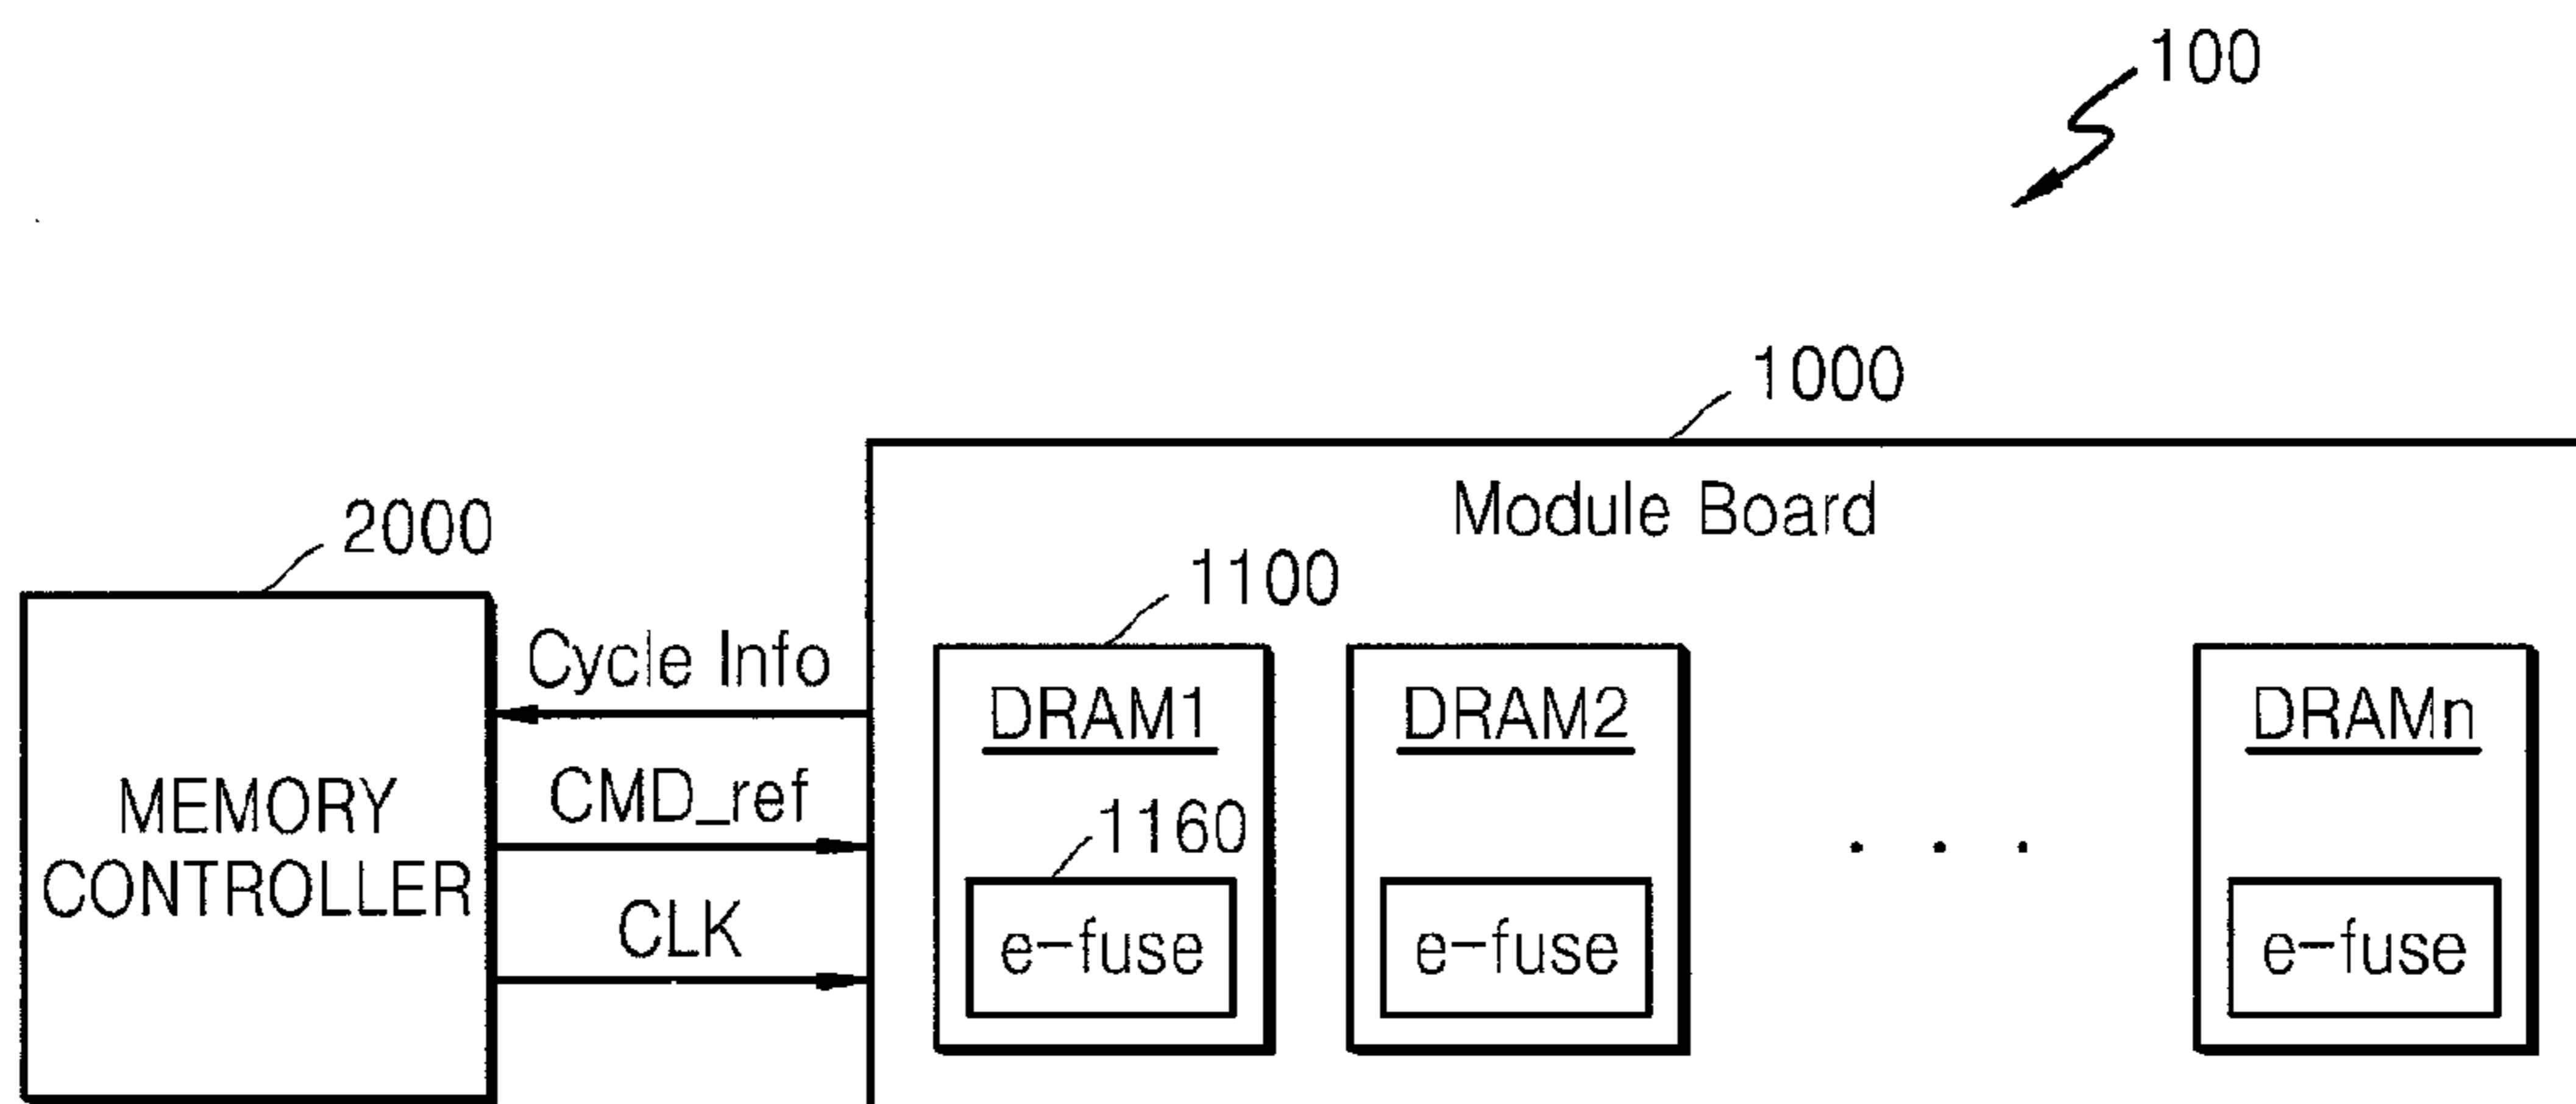 100
1000
Module Board
2000
1100
Cycle Info
DRAM1
DRAM2
DRAMn
CMD_ref
1160
. . .
MEMORY
CONTROLLER
CLK
e-fuse
e-fuse
e-fuse